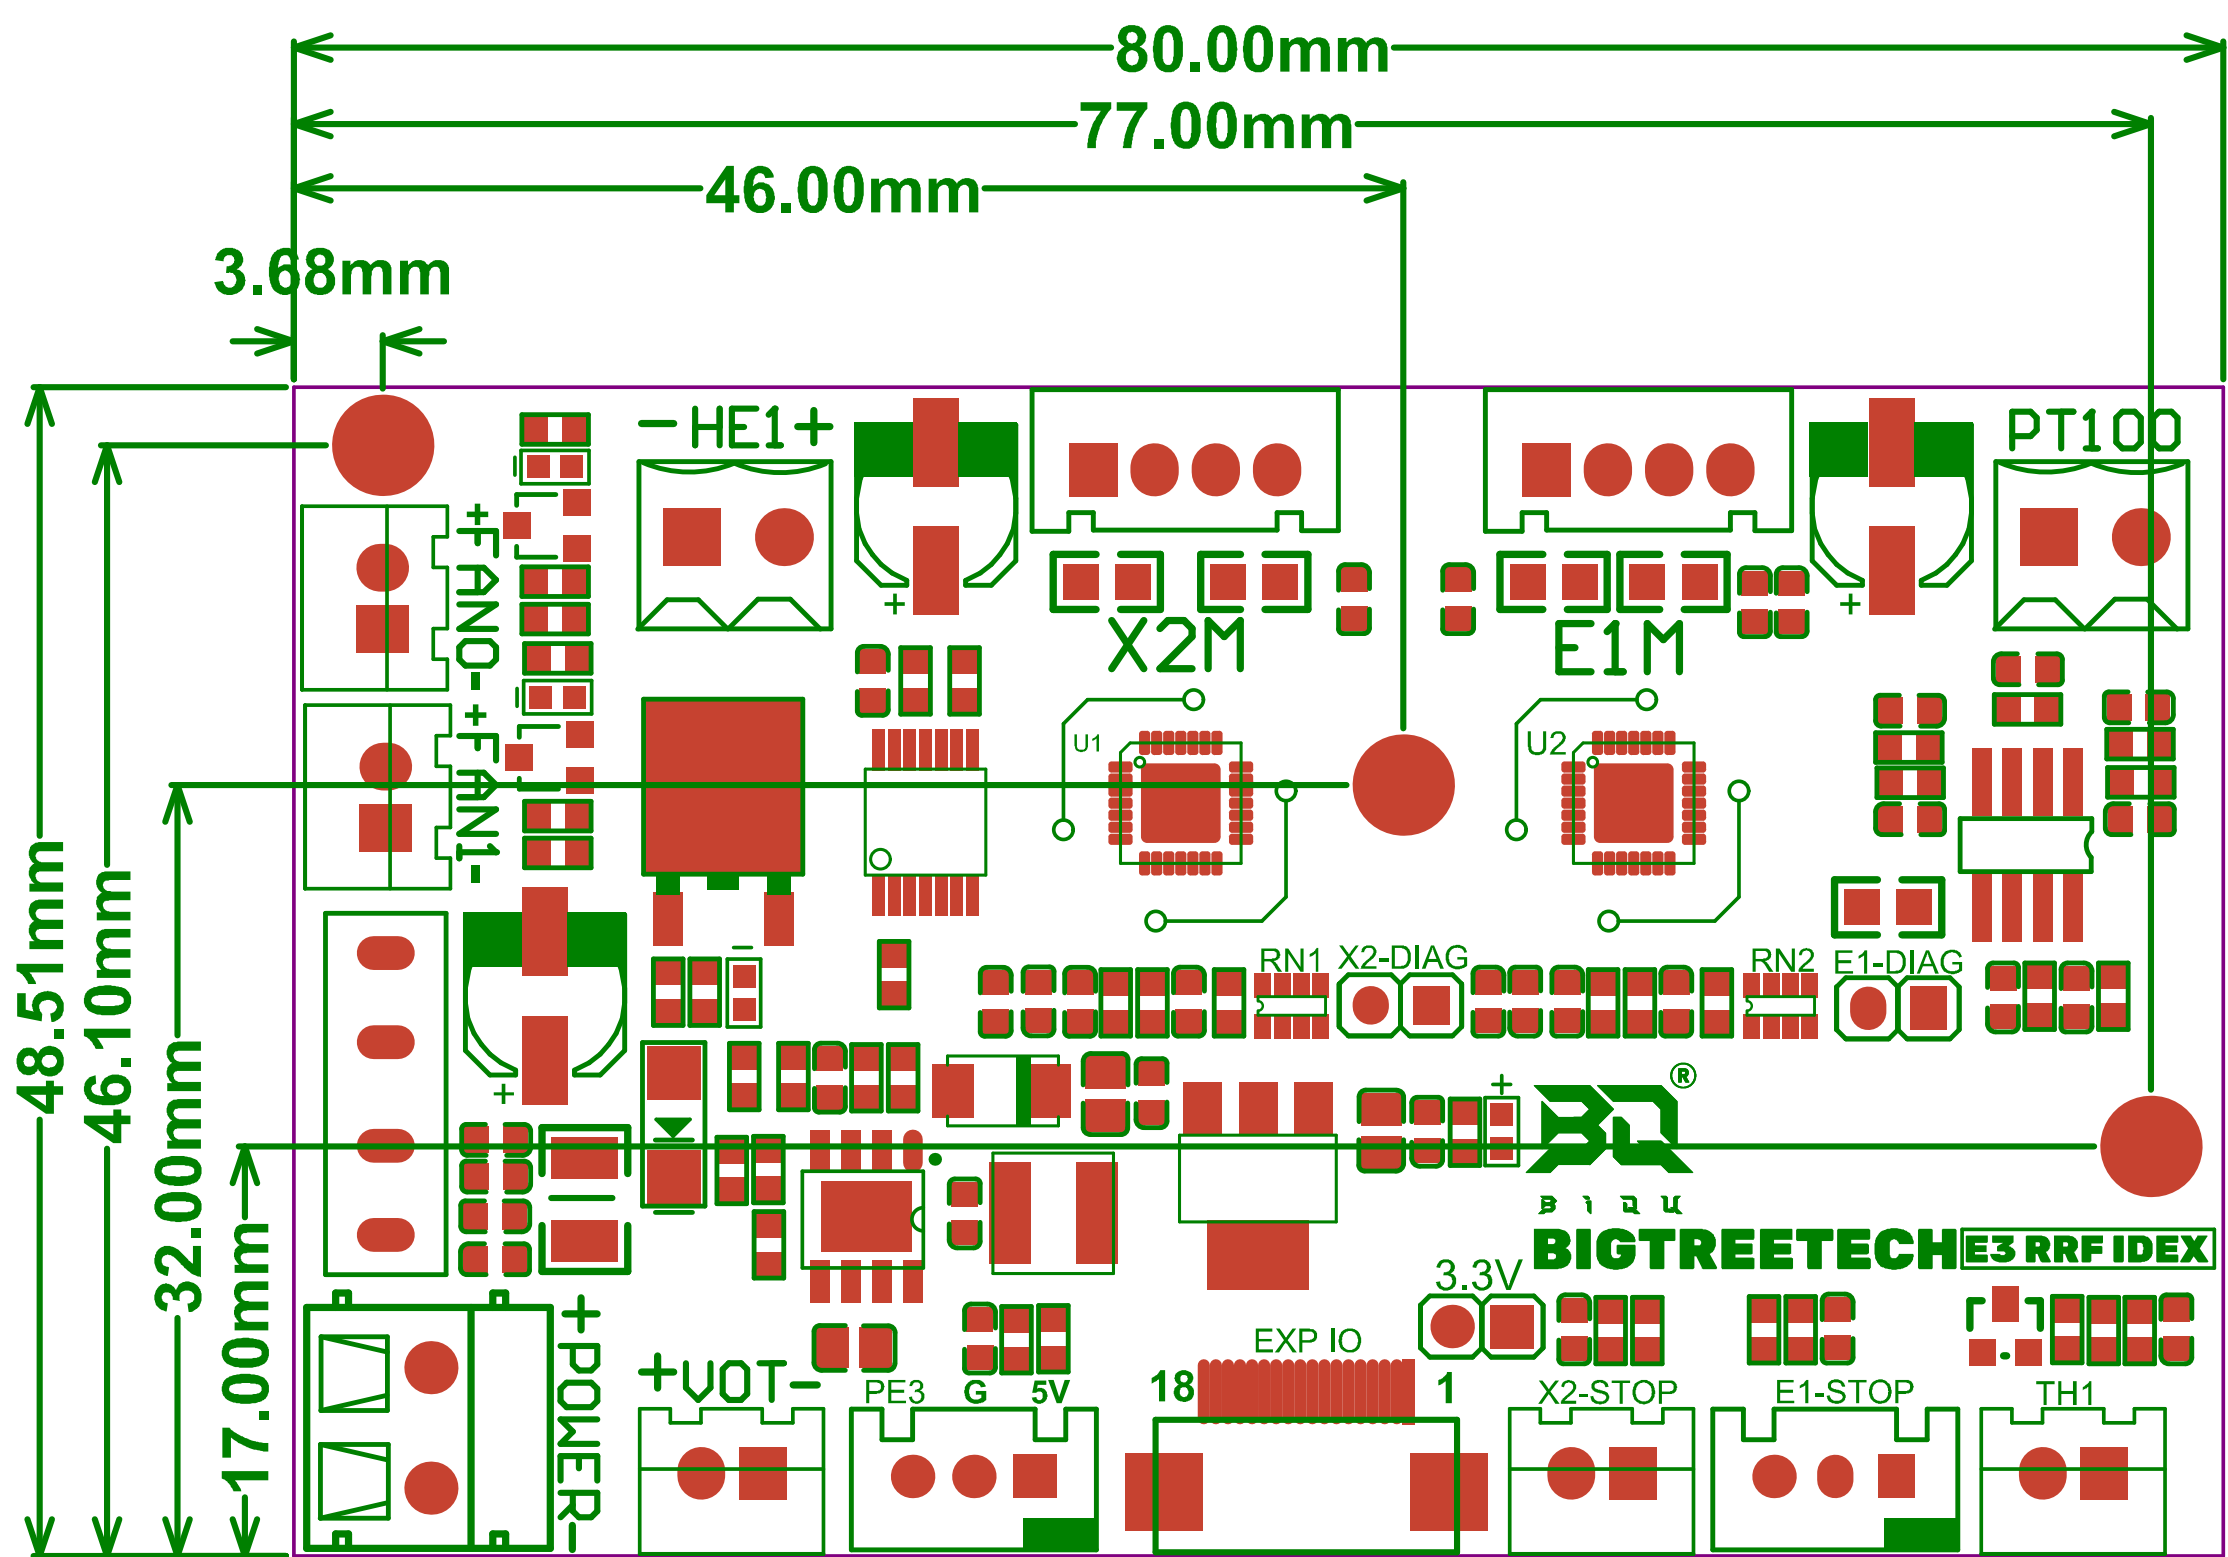 80.00mm
77.00mm
46.00mm
3.68mm
48.51mm
46.10mm
32.00mm
17.00mm
-HE1+
PT100
+FAN0-
+FAN1-
+
+
+
X2M
E1M
U1
U2
RN1
X2-DIAG
RN2
E1-DIAG
+
®
BIQU
BIGTREETECH
E3 RRF IDEX
3.3V
+POWER-
+VOT-
PE3
G
5V
EXP IO
18
1
X2-STOP
E1-STOP
TH1